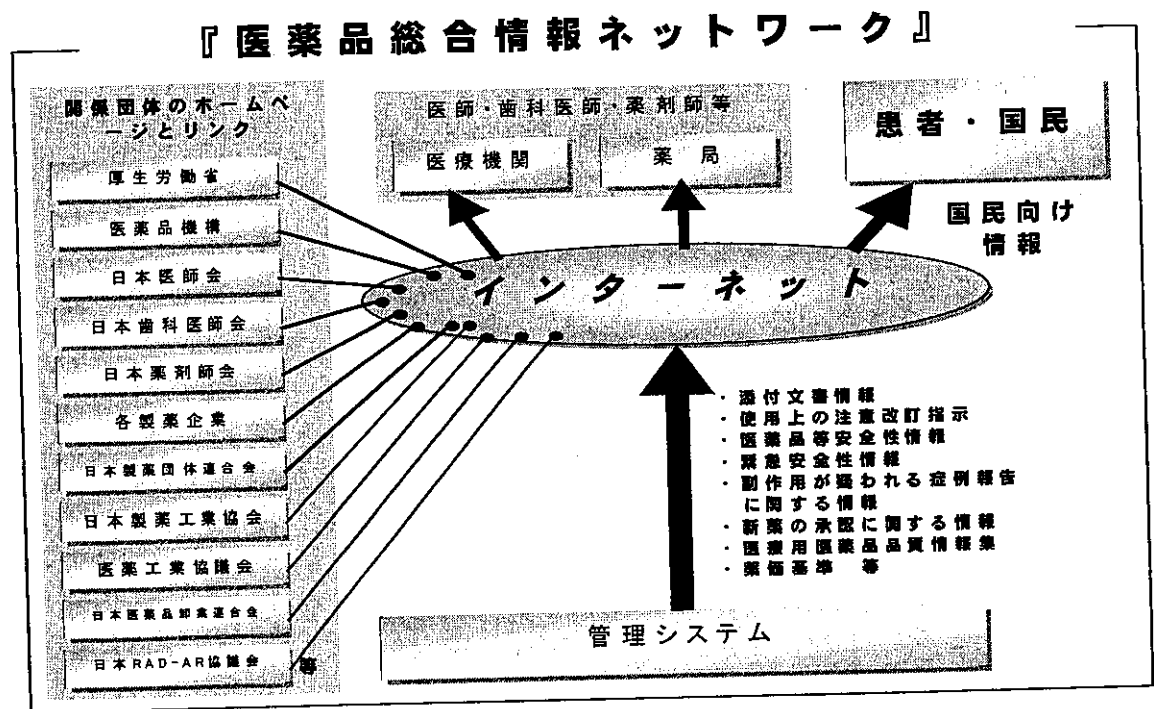 『医薬品総合情報ネットワーク』
関係団体のホームペ
ージとリンク
厚生労働省
医薬品機構
日本医師会
日本歯科医師会
日本薬剤師会
各製薬企業
日本製薬団体連合会
日本製薬工業協会
医薬工業協議会
日本医薬品卸業連合会
日本RAD-AR協議会 等
医師・歯科医師・薬剤師等
医療機関
薬局
患者・国民
国民向け
情報
インターネット
・添付文書情報
・使用上の注意改訂指示
・医薬品等安全性情報
・緊急安全性情報
・副作用が疑われる症例報告
に関する情報
・新薬の承認に関する情報
・医療用医薬品品質情報集
・薬価基準 等
管理システム